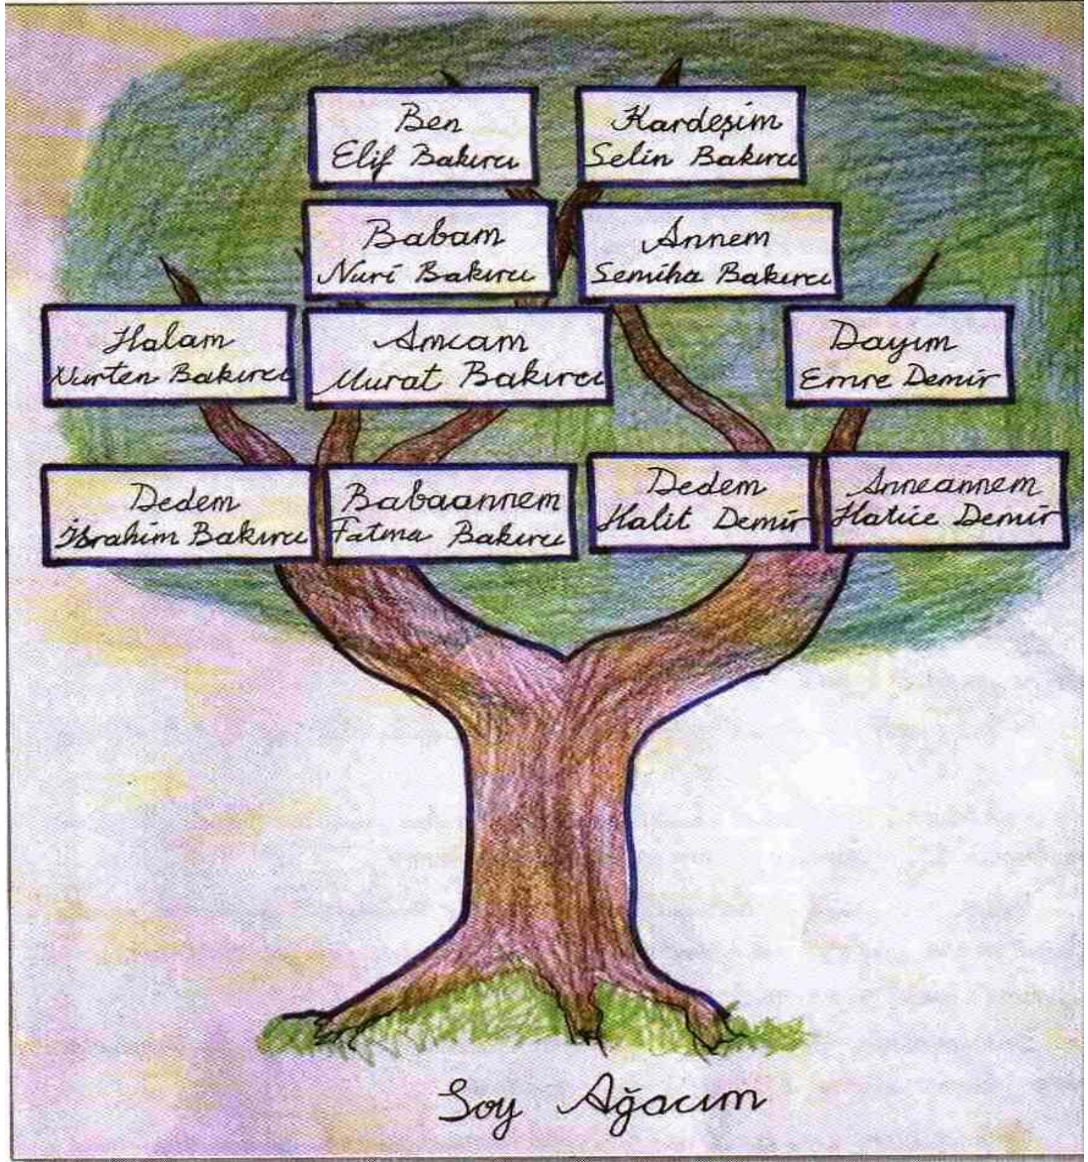 Ben
Elif Bakırcı
Kardeşim
Selin Bakırcı
Babam
Nuri Bakırcı
Annem
Semiha Bakırcı
Halam
Nurten Bakırcı
Amcam
Murat Bakırcı
Dayım
Emre Demir
Dedem
İbrahim Bakırcı
Babaannem
Fatma Bakırcı
Dedem
Halit Demir
Anneannem
Hatice Demir
Soy Ağacım